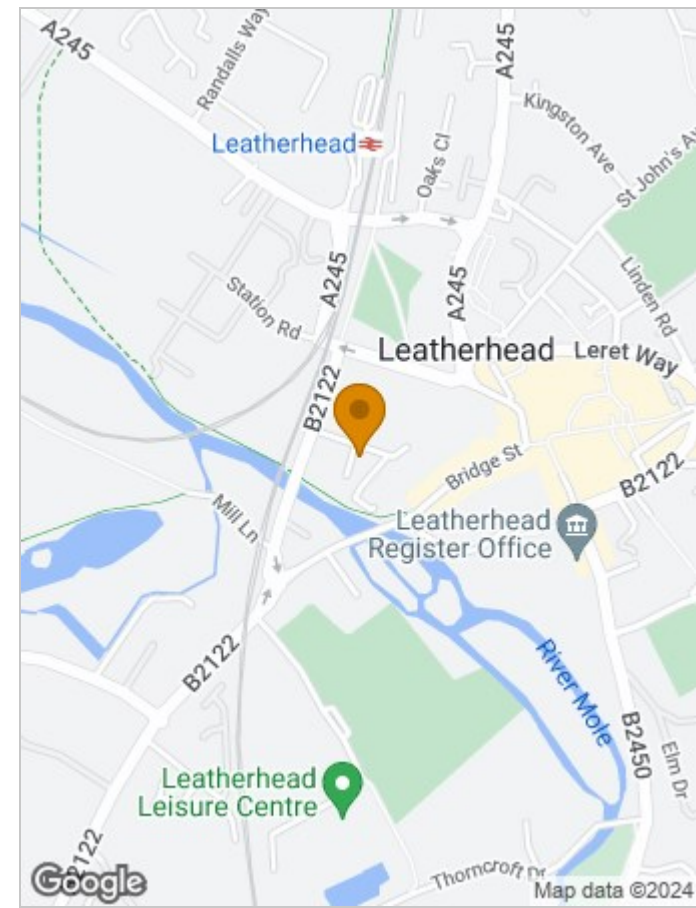 A245
Randalls Way
A245
Kingston Ave
Leatherhead
Oaks Cl
St John's Av
A245
A245
Linden Rd
Station Rd
Leatherhead
Leret Way
B2122
Bridge St
B2122
Mill Ln
Leatherhead
Register Office
B2122
River Mole
B2450
Elm Dr
Leatherhead
Leisure Centre
B2122
Thorncroft Dr
Google
Map data ©2024